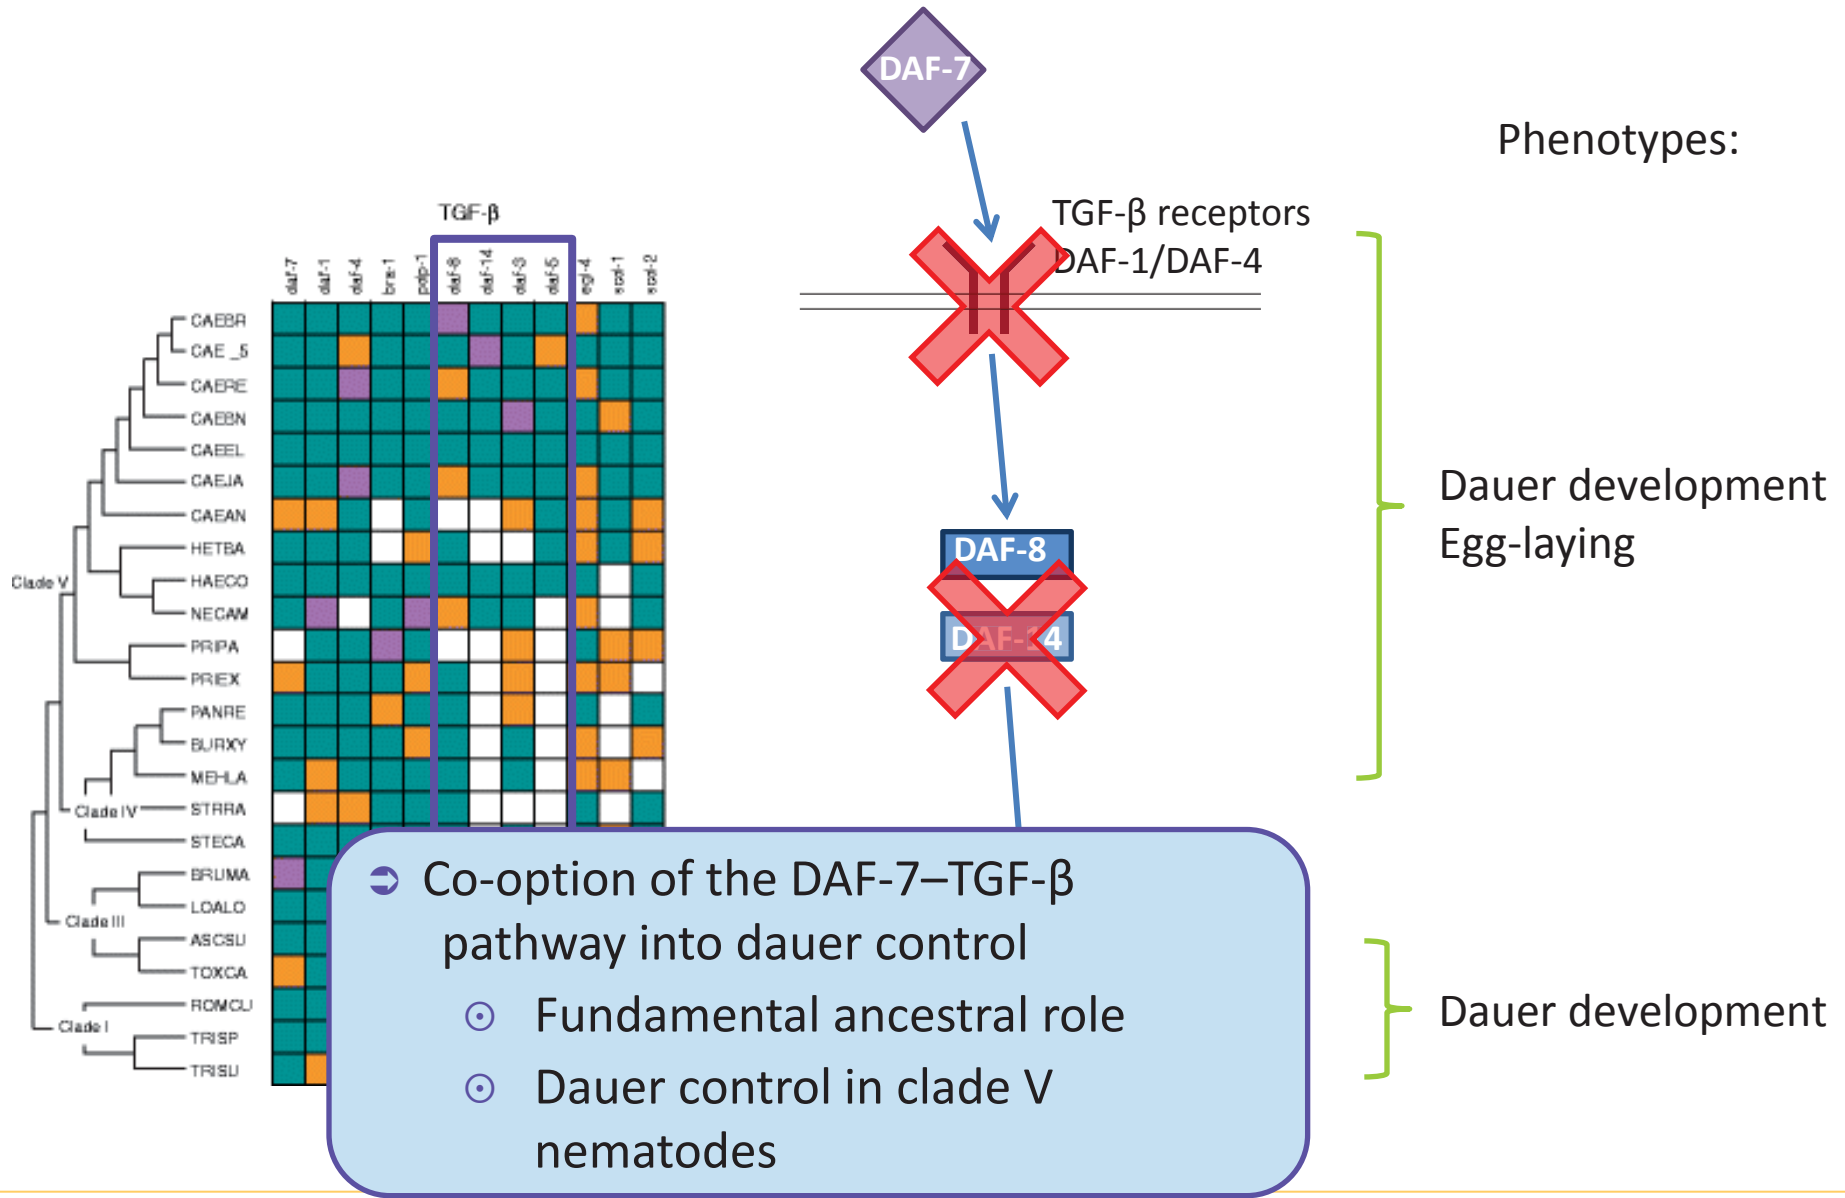 DAF-7
Phenotypes:
TGF-β
TGF-β receptors
DAF-1/DAF-4
daf-7
daf-1
daf-4
bra-1
pdp-1
daf-8
daf-14
daf-3
daf-5
egl-4
scd-1
scd-2
CAEBR
CAE_5
CAERE
CAEBN
CAEEL
CAEJA
CAEAN
HETBA
HAECO
NECAM
PRIPA
PRIEX
PANRE
BURXY
MEHLA
STRRA
STECA
BRUMA
LOALO
ASCSU
TOXCA
ROMCU
TRISP
TRISU
Clade V
Clade IV
Clade III
Clade I
DAF-8
DAF-14
Dauer development
Egg-laying
➲ Co-option of the DAF-7–TGF-β
pathway into dauer control
⊙ Fundamental ancestral role
⊙ Dauer control in clade V
nematodes
Dauer development